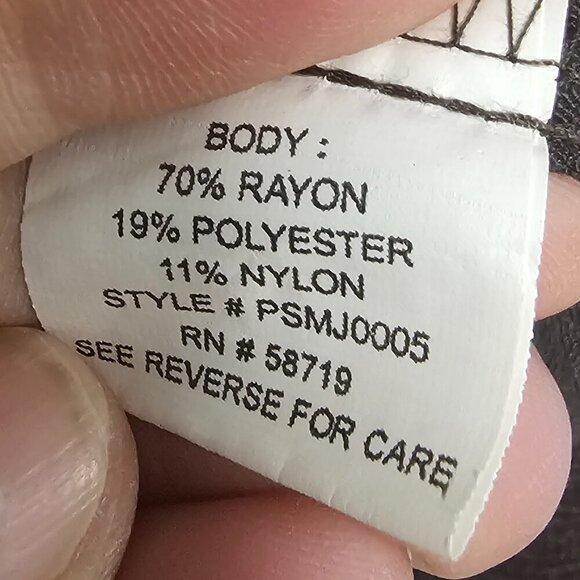 BODY :
70% RAYON
19% POLYESTER
11% NYLON
STYLE # PSMJ0005
RN # 58719
SEE REVERSE FOR CARE